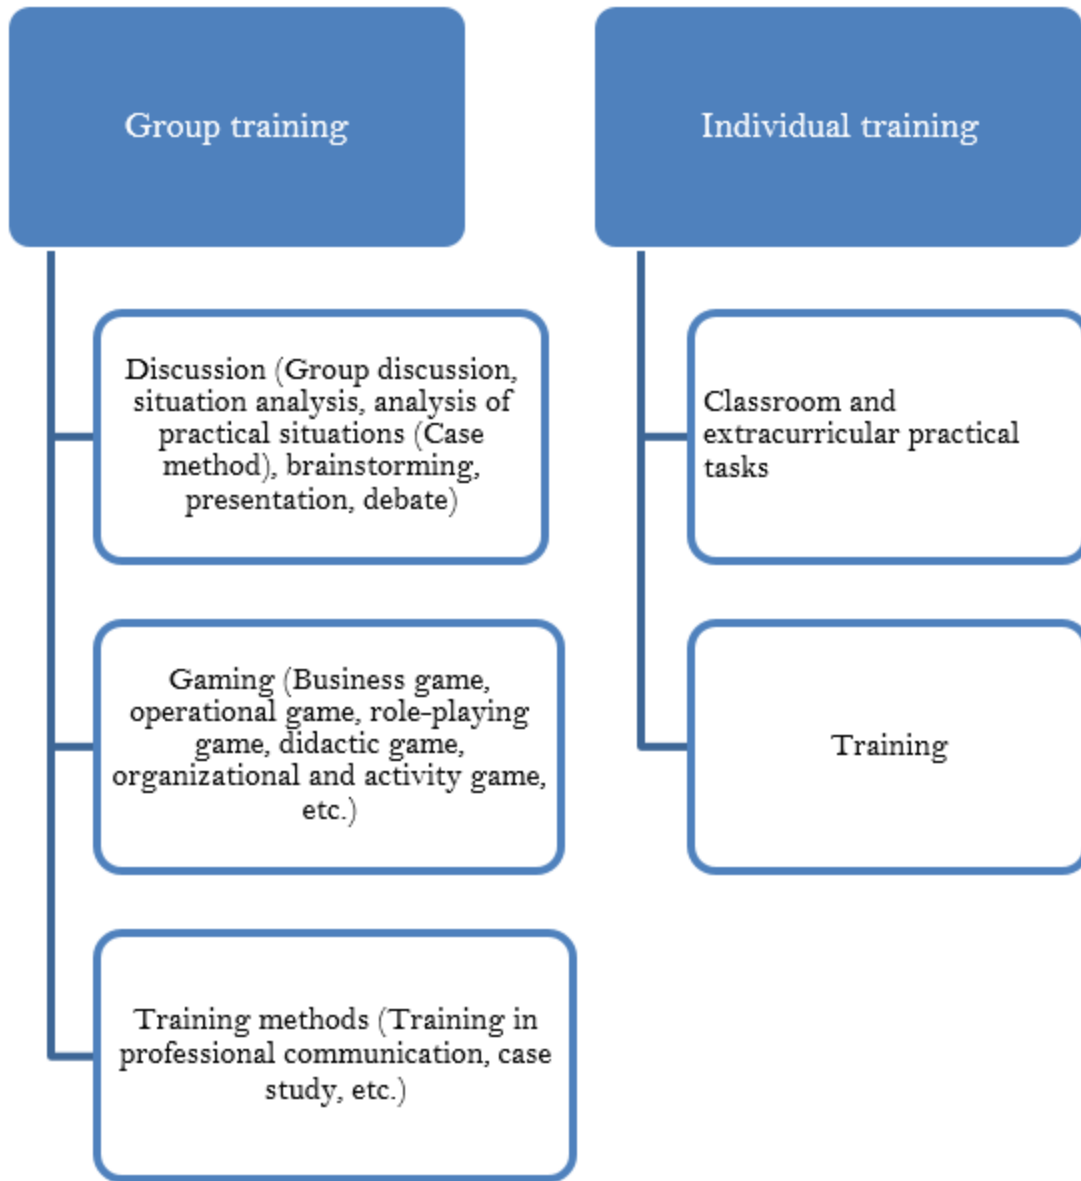 Group training
Discussion (Group discussion,
situation analysis, analysis of
practical situations (Case
method), brainstorming,
presentation, debate)
Gaming (Business game,
operational game, role-playing
game, didactic game,
organizational and activity game,
etc.)
Training methods (Training in
professional communication, case
study, etc.)
Individual training
Classroom and
extracurricular practical
tasks
Training